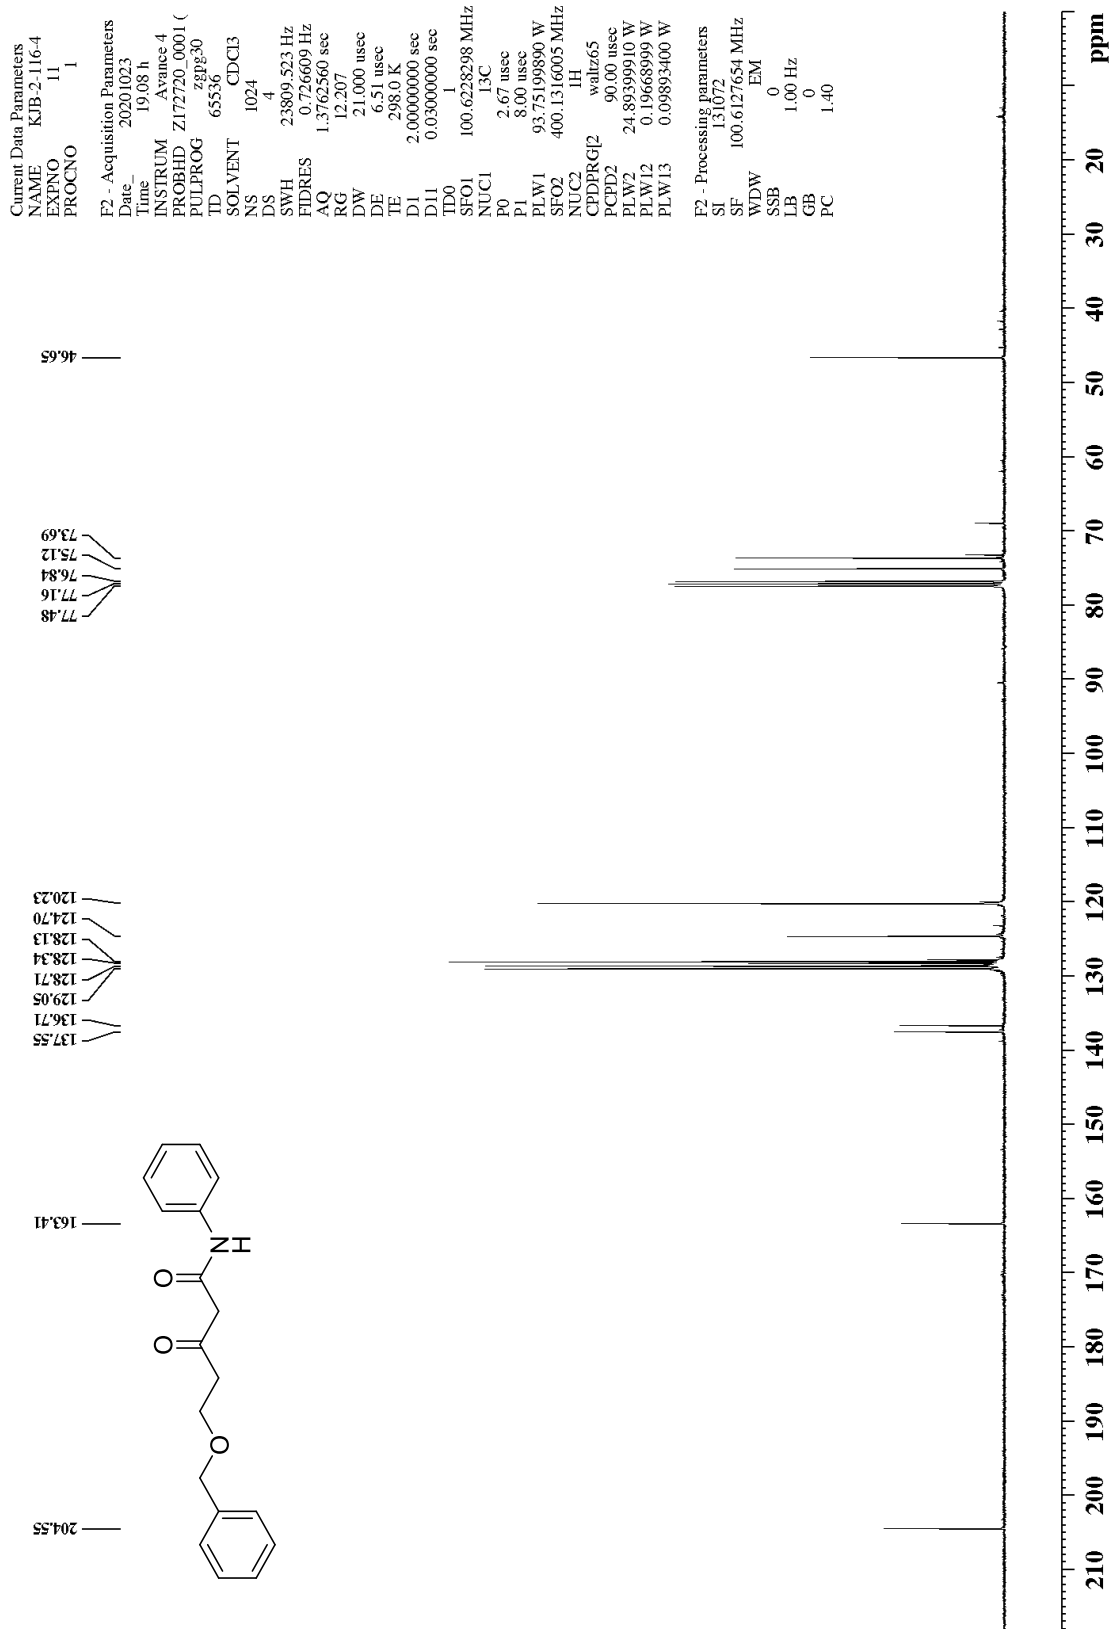 Current Data Parameters
NAME KJB-2-116-4
EXPNO 11
PROCNO 1
F2 - Acquisition Parameters
Date_ 20201023
Time 19.08 h
INSTRUM Avance 4
PROBHD Z172720_0001 (
PULPROG zgpg30
TD 65536
SOLVENT CDCl3
NS 1024
DS 4
SWH 23809.523 Hz
FIDRES 0.726609 Hz
AQ 1.3762560 sec
RG 12.207
DW 21.000 usec
DE 6.51 usec
TE 298.0 K
D1 2.00000000 sec
D11 0.03000000 sec
TD0 1
SFO1 100.6228298 MHz
NUC1 13C
P0 2.67 usec
P1 8.00 usec
PLW1 93.75199890 W
SFO2 400.1316005 MHz
NUC2 1H
CPDPRG[2 waltz65
PCPD2 90.00 usec
PLW2 24.89399910 W
PLW12 0.19668999 W
PLW13 0.09893400 W
F2 - Processing parameters
SI 131072
SF 100.6127654 MHz
WDW EM
SSB 0
LB 1.00 Hz
GB 0
PC 1.40
204.55
163.41
137.55
136.71
129.05
128.71
128.34
128.13
124.70
120.23
77.48
77.16
76.84
75.12
73.69
46.65
O
O
O
N
H
210 200 190 180 170 160 150 140 130 120 110 100 90 80 70 60 50 40 30 20 ppm